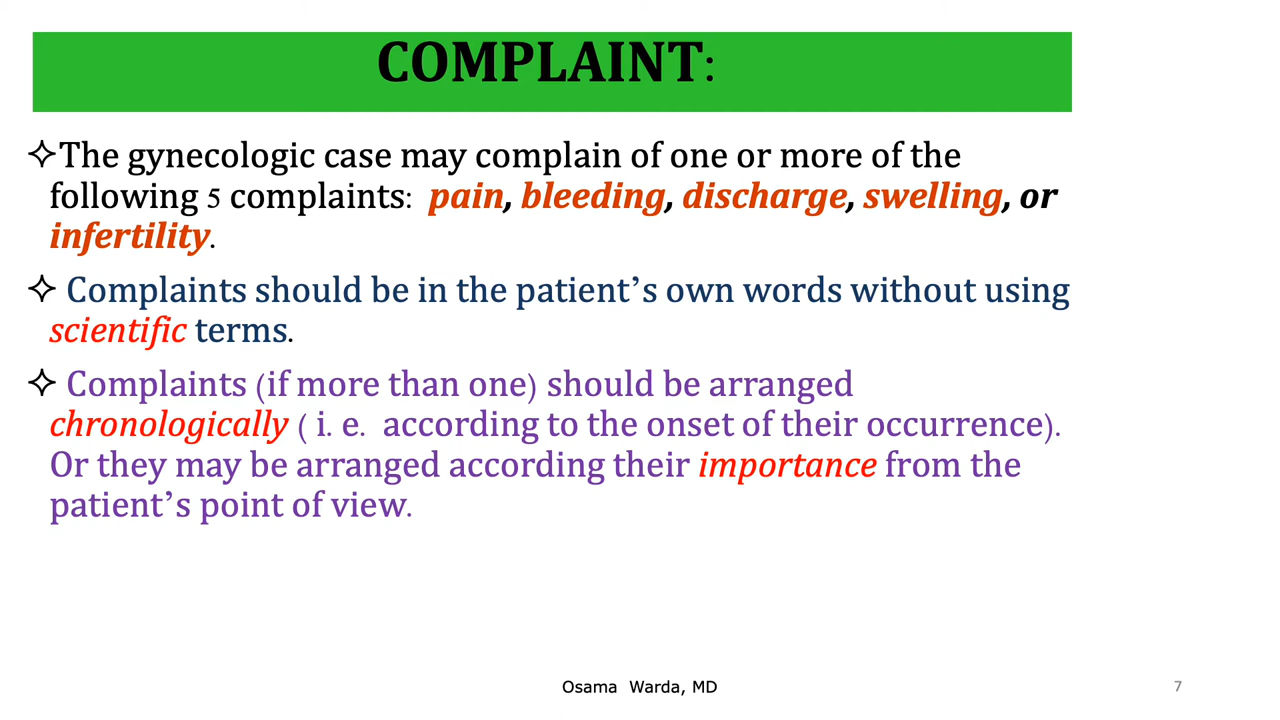 COMPLAINT:
✧The gynecologic case may complain of one or more of the
following 5 complaints: pain, bleeding, discharge, swelling, or
infertility.
✧ Complaints should be in the patient’s own words without using
scientific terms.
✧ Complaints (if more than one) should be arranged
chronologically ( i. e. according to the onset of their occurrence).
Or they may be arranged according their importance from the
patient’s point of view.
Osama Warda, MD
7